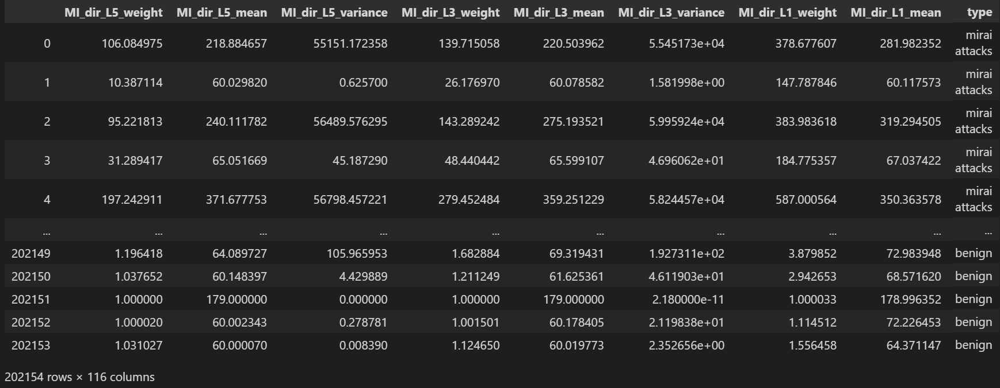 MI_dir_L5_weight MI_dir_L5_mean MI_dir_L5_variance MI_dir_L3_weight MI_dir_L3_mean MI_dir_L3_variance MI_dir_L1_weight MI_dir_L1_mean type
0 106.084975 218.884657 55151.172358 139.715058 220.503962 5.545173e+04 378.677607 281.982352 mirai attacks
1 10.387114 60.029820 0.625700 26.176970 60.078582 1.581998e+00 147.787846 60.117573 mirai attacks
2 95.221813 240.111782 56489.576295 143.289242 275.193521 5.995924e+04 383.983618 319.294505 mirai attacks
3 31.289417 65.051669 45.187290 48.440442 65.599107 4.696062e+01 184.775357 67.037422 mirai attacks
4 197.242911 371.677753 56798.457221 279.452484 359.251229 5.824457e+04 587.000564 350.363578 mirai attacks
... ... ... ... ... ... ... ... ... ...
202149 1.196418 64.089727 105.965953 1.682884 69.319431 1.927311e+02 3.879852 72.983948 benign
202150 1.037652 60.148397 4.429889 1.211249 61.625361 4.611903e+01 2.942653 68.571620 benign
202151 1.000000 179.000000 0.000000 1.000000 179.000000 2.180000e-11 1.000033 178.996352 benign
202152 1.000020 60.002343 0.278781 1.001501 60.178405 2.119838e+01 1.114512 72.226453 benign
202153 1.031027 60.000070 0.008390 1.124650 60.019773 2.352656e+00 1.556458 64.371147 benign
202154 rows × 116 columns